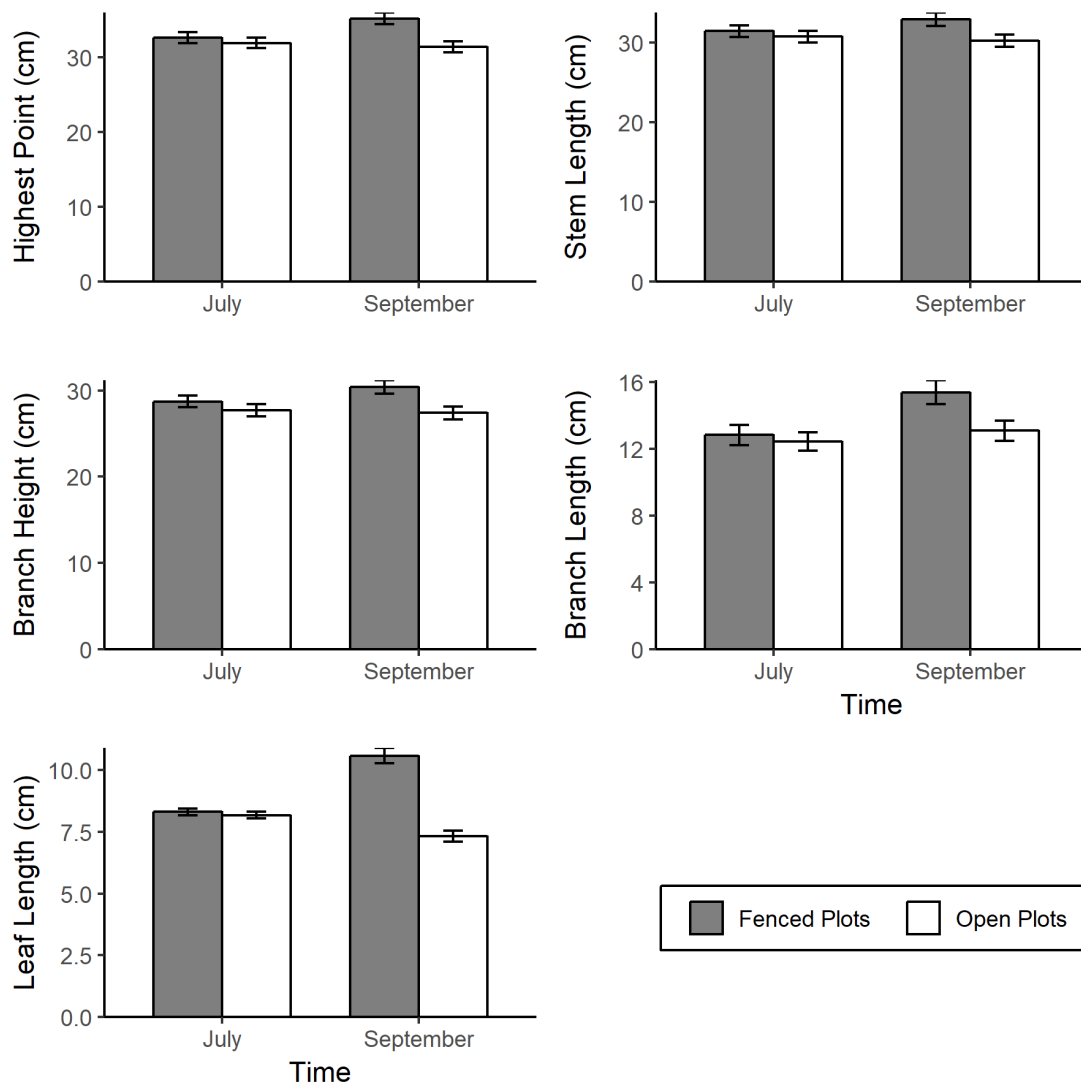 Highest Point (cm)
30
20
10
0
July September
Stem Length (cm)
30
20
10
0
July September
Branch Height (cm)
30
20
10
0
July September
Branch Length (cm)
16
12
8
4
0
July September
Time
Leaf Length (cm)
10.0
7.5
5.0
2.5
0.0
July September
Time
Fenced Plots Open Plots